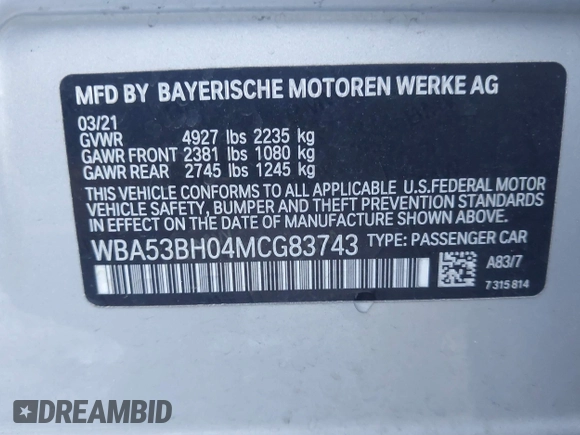 MFD BY BAYERISCHE MOTOREN WERKE AG
03/21
GVWR 4927 lbs 2235 kg
GAWR FRONT 2381 lbs 1080 kg
GAWR REAR 2745 lbs 1245 kg
THIS VEHICLE CONFORMS TO ALL APPLICABLE U.S.FEDERAL MOTOR
VEHICLE SAFETY, BUMPER AND THEFT PREVENTION STANDARDS
IN EFFECT ON THE DATE OF MANUFACTURE SHOWN ABOVE.
WBA53BH04MCG83743 TYPE: PASSENGER CAR
A83/7
7315814
DREAMBID